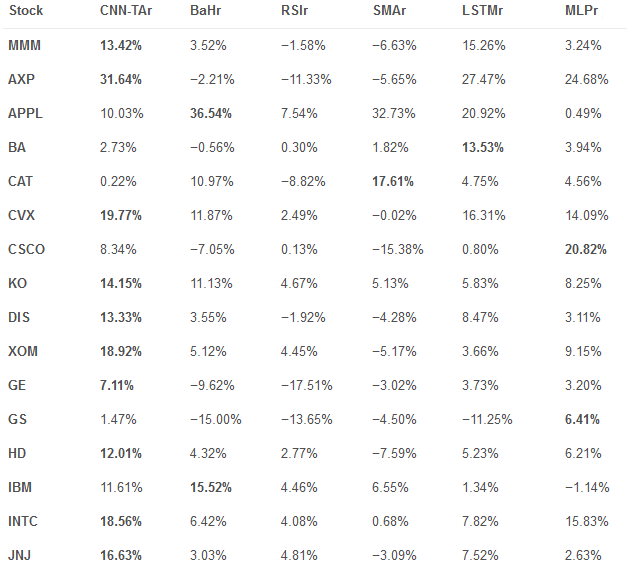 Stock CNN-TAr BaHr RSIr SMAr LSTMr MLPr
MMM 13.42% 3.52% −1.58% −6.63% 15.26% 3.24%
AXP 31.64% −2.21% −11.33% −5.65% 27.47% 24.68%
APPL 10.03% 36.54% 7.54% 32.73% 20.92% 0.49%
BA 2.73% −0.56% 0.30% 1.82% 13.53% 3.94%
CAT 0.22% 10.97% −8.82% 17.61% 4.75% 4.56%
CVX 19.77% 11.87% 2.49% −0.02% 16.31% 14.09%
CSCO 8.34% −7.05% 0.13% −15.38% 0.80% 20.82%
KO 14.15% 11.13% 4.67% 5.13% 5.83% 8.25%
DIS 13.33% 3.55% −1.92% −4.28% 8.47% 3.11%
XOM 18.92% 5.12% 4.45% −5.17% 3.66% 9.15%
GE 7.11% −9.62% −17.51% −3.02% 3.73% 3.20%
GS 1.47% −15.00% −13.65% −4.50% −11.25% 6.41%
HD 12.01% 4.32% 2.77% −7.59% 5.23% 6.21%
IBM 11.61% 15.52% 4.46% 6.55% 1.34% −1.14%
INTC 18.56% 6.42% 4.08% 0.68% 7.82% 15.83%
JNJ 16.63% 3.03% 4.81% −3.09% 7.52% 2.63%